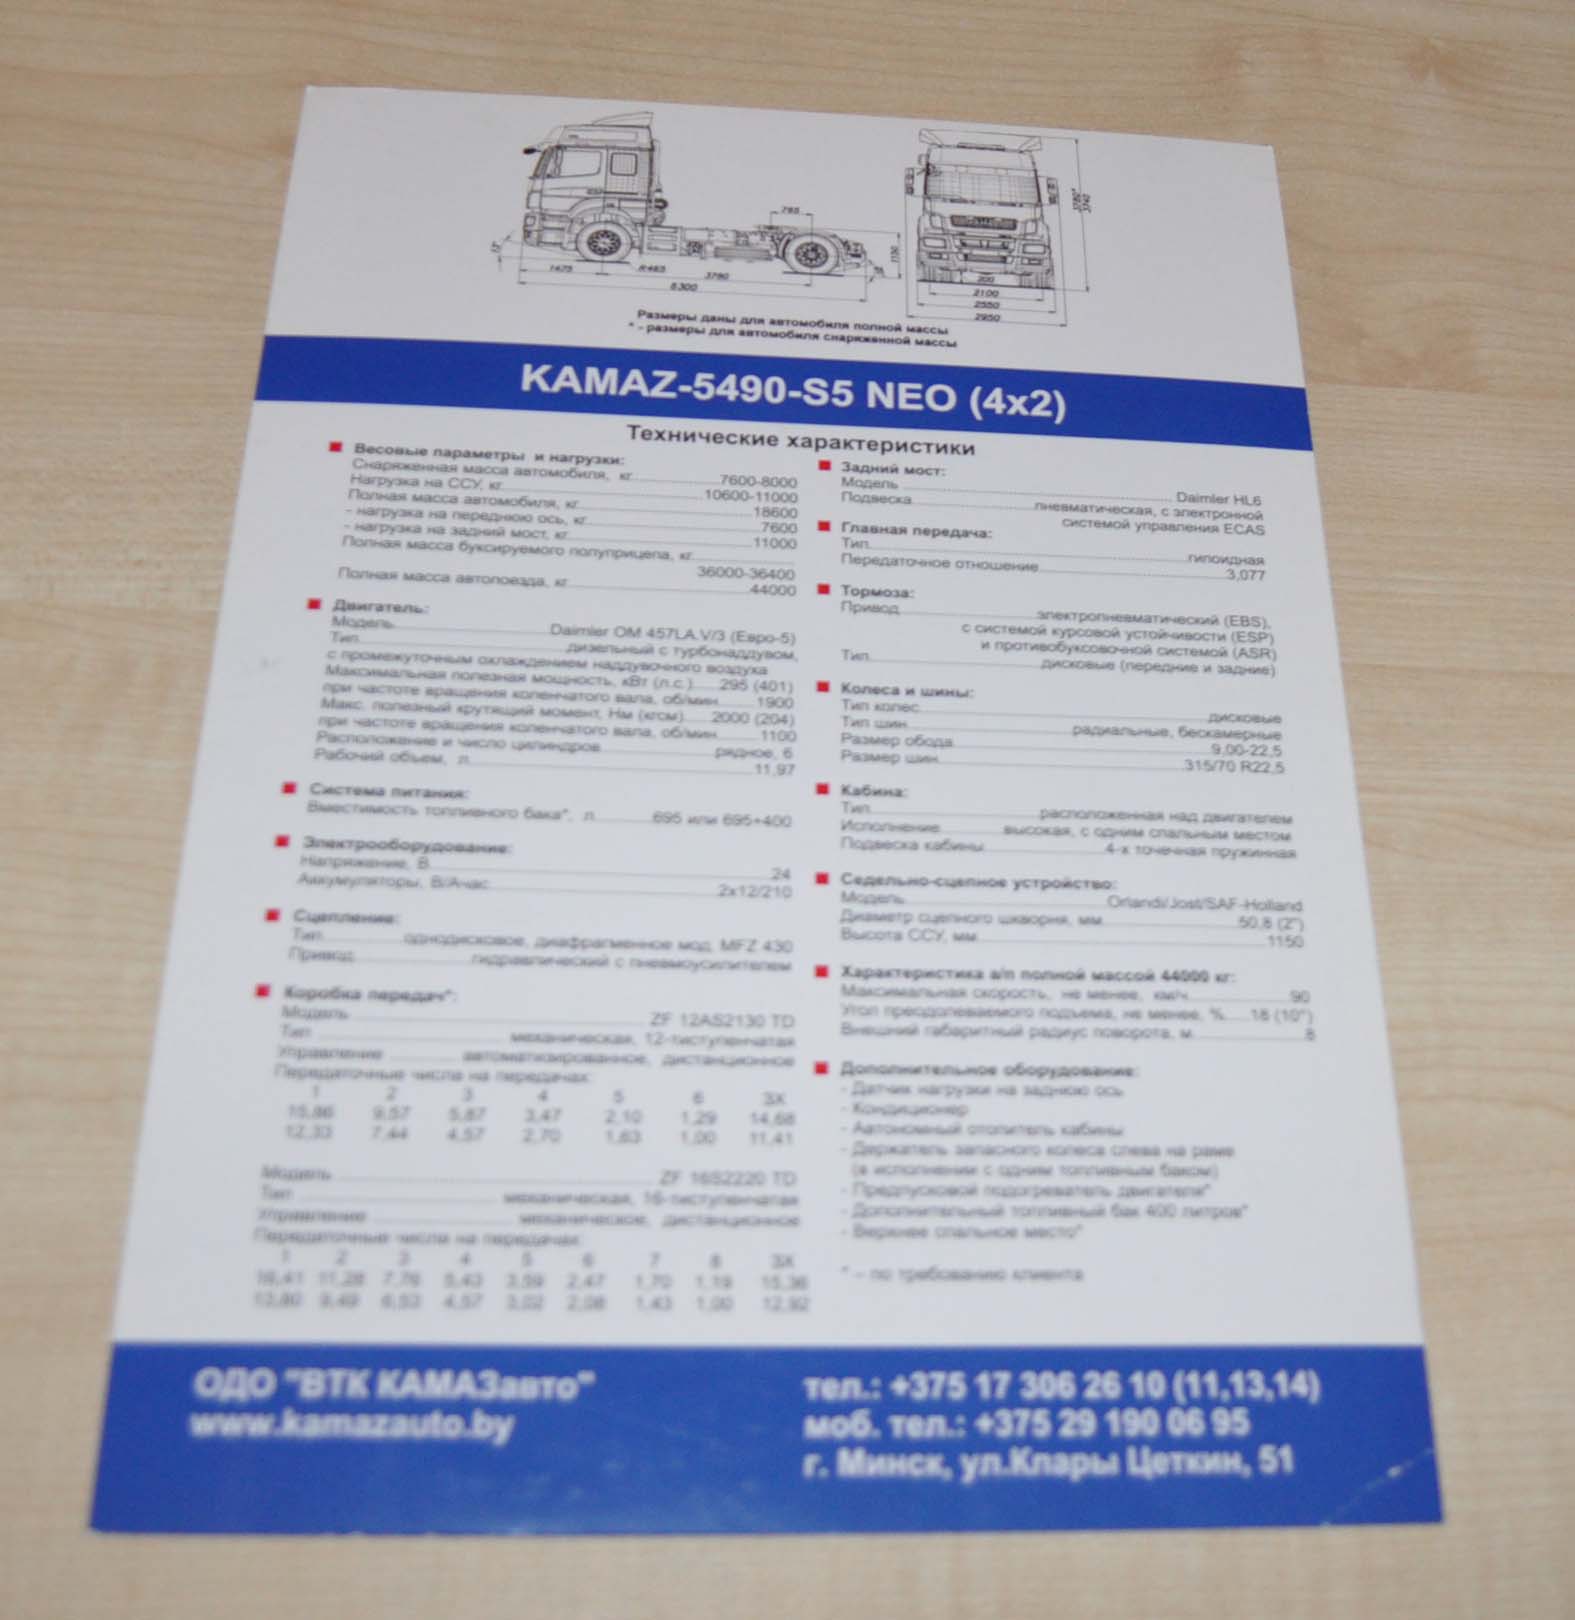 765
13°
1475
R465
3780
5300
1150
3780*
3740
200
2100
2550
2950
Размеры даны для автомобиля полной массы
* - размеры для автомобиля снаряженной массы
KAMAZ-5490-S5 NEO (4x2)
Технические характеристики
Весовые параметры и нагрузки:
Снаряженная масса автомобиля, кг 7600-8000
Нагрузка на ССУ, кг 10600-11000
Полная масса автомобиля, кг 18600
- нагрузка на переднюю ось, кг 7600
- нагрузка на задний мост, кг 11000
Полная масса буксируемого полуприцепа, кг
36000-36400
Полная масса автопоезда, кг 44000
Двигатель:
Модель Daimler OM 457LA.V/3 (Евро-5)
Тип дизельный с турбонаддувом,
с промежуточным охлаждением наддувочного воздуха
Максимальная полезная мощность, кВт (л.с.) 295 (401)
при частоте вращения коленчатого вала, об/мин 1900
Макс. полезный крутящий момент, Нм (кгсм) 2000 (204)
при частоте вращения коленчатого вала, об/мин 1100
Расположение и число цилиндров рядное, 6
Рабочий объем, л 11,97
Система питания:
Вместимость топливного бака*, л 695 или 695+400
Электрооборудование:
Напряжение, В 24
Аккумуляторы, В/Ачас 2х12/210
Сцепление:
Тип однодисковое, диафрагменное мод. MFZ 430
Привод гидравлический с пневмоусилителем
Коробка передач*:
Модель ZF 12AS2130 TD
Тип механическая, 12-тиступенчатая
Управление автоматизированное, дистанционное
Передаточные числа на передачах:
1 2 3 4 5 6 ЗХ
15,86 9,57 5,87 3,47 2,10 1,29 14,68
12,33 7,44 4,57 2,70 1,63 1,00 11,41
Модель ZF 16S2220 TD
Тип механическая, 16-тиступенчатая
Управление механическое, дистанционное
Передаточные числа на передачах:
1 2 3 4 5 6 7 8 ЗХ
16,41 11,28 7,76 5,43 3,59 2,47 1,70 1,19 15,36
13,80 9,49 6,53 4,57 3,02 2,08 1,43 1,00 12,92
Задний мост:
Модель Daimler HL6
Подвеска пневматическая, с электронной
системой управления ECAS
Главная передача:
Тип гипоидная
Передаточное отношение 3,077
Тормоза:
Привод электропневматический (EBS),
с системой курсовой устойчивости (ESP)
и противобуксовочной системой (ASR)
Тип дисковые (передние и задние)
Колеса и шины:
Тип колес дисковые
Тип шин радиальные, бескамерные
Размер обода 9,00-22,5
Размер шин 315/70 R22,5
Кабина:
Тип расположенная над двигателем
Исполнение высокая, с одним спальным местом
Подвеска кабины 4-х точечная пружинная
Седельно-сцепное устройство:
Модель Orlandi/Jost/SAF-Holland
Диаметр сцепного шкворня, мм 50,8 (2")
Высота ССУ, мм 1150
Характеристика а/п полной массой 44000 кг:
Максимальная скорость, не менее, км/ч 90
Угол преодолеваемого подъема, не менее, % 18 (10°)
Внешний габаритный радиус поворота, м 8
Дополнительное оборудование:
- Датчик нагрузки на заднюю ось
- Кондиционер
- Автономный отопитель кабины
- Держатель запасного колеса слева на раме
(в исполнении с одним топливным баком)
- Предпусковой подогреватель двигателя*
- Дополнительный топливный бак 400 литров*
- Верхнее спальное место*
* – по требованию клиента
ОДО "ВТК КАМАЗавто"
www.kamazauto.by
тел.: +375 17 306 26 10 (11,13,14)
моб. тел.: +375 29 190 06 95
г. Минск, ул.Клары Цеткин, 51